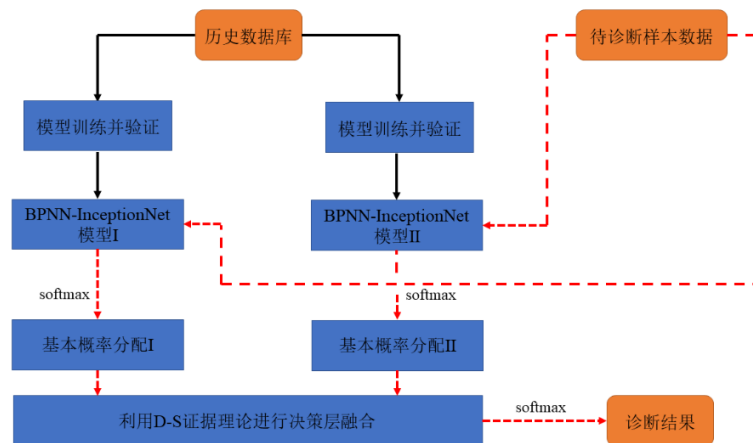 历史数据库
待诊断样本数据
模型训练并验证
模型训练并验证
BPNN-InceptionNet
模型I
BPNN-InceptionNet
模型II
softmax
softmax
基本概率分配I
基本概率分配II
利用D-S证据理论进行决策层融合
softmax
诊断结果